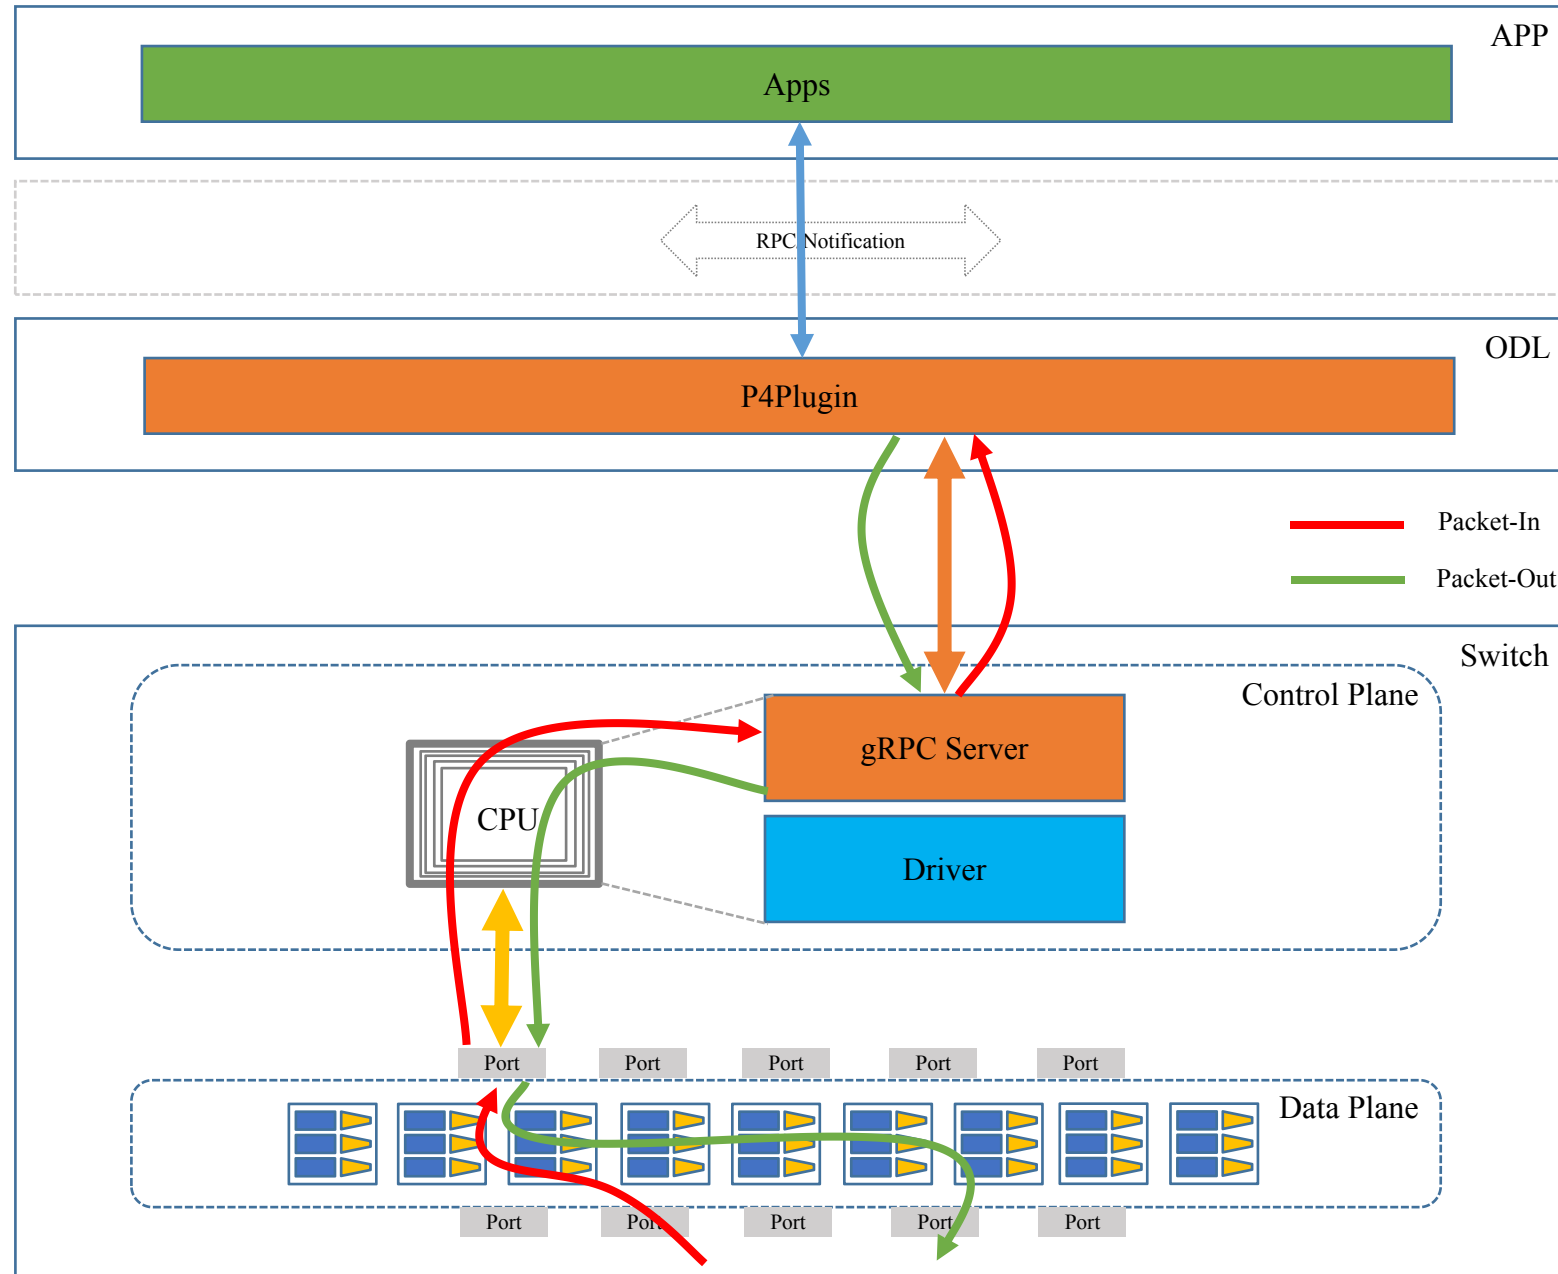 APP
Apps
RPC/Notification
ODL
P4Plugin
Packet-In
Packet-Out
Switch
Control Plane
gRPC Server
CPU
Driver
Port Port Port Port Port
Data Plane
Port Port Port Port Port